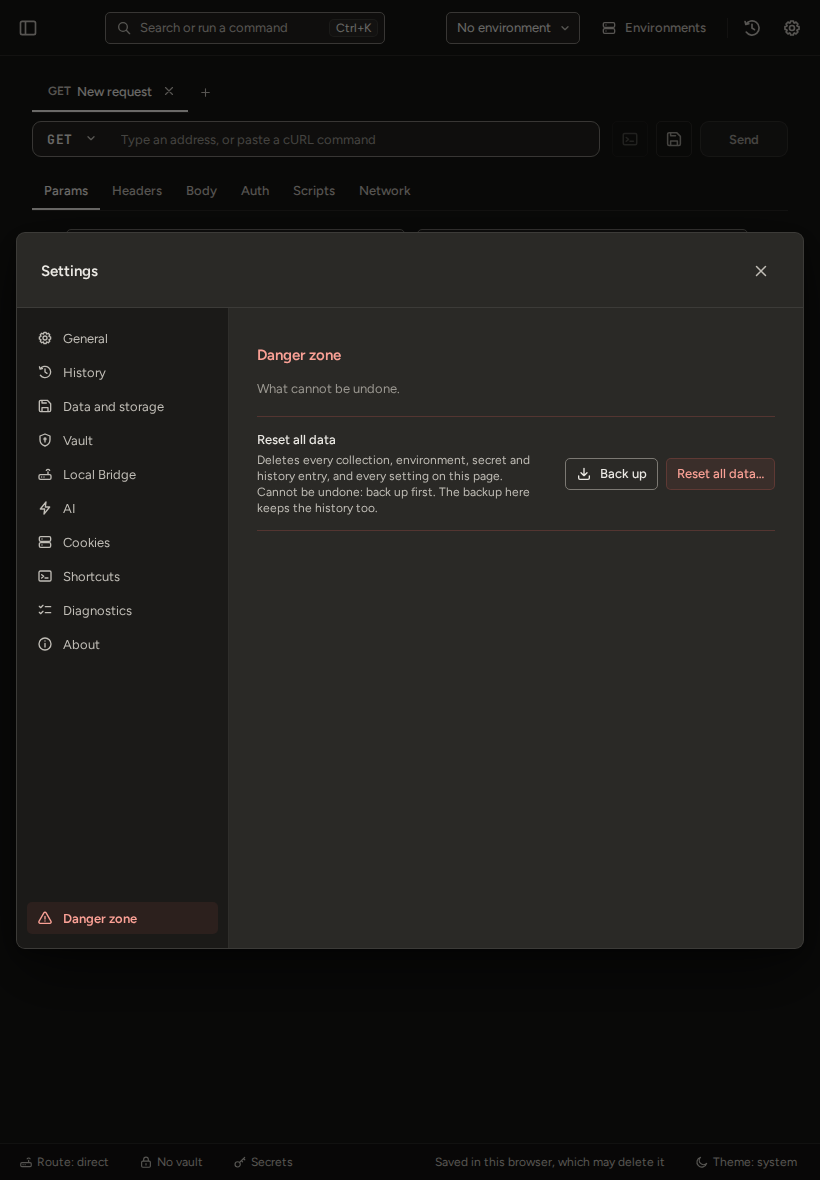 Search or run a command
Ctrl+K
No environment
Environments
GET New request
GET
Type an address, or paste a cURL command
Send
Params
Headers
Body
Auth
Scripts
Network
Settings
General
History
Data and storage
Vault
Local Bridge
AI
Cookies
Shortcuts
Diagnostics
About
Danger zone
Danger zone
What cannot be undone.
Reset all data
Deletes every collection, environment, secret and
history entry, and every setting on this page.
Cannot be undone: back up first. The backup here
keeps the history too.
Back up
Reset all data...
Route: direct
No vault
Secrets
Saved in this browser, which may delete it
Theme: system